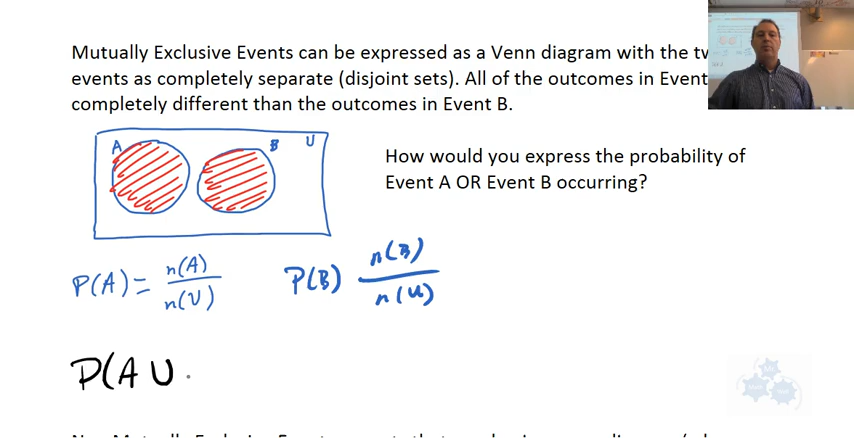 Mutually Exclusive Events can be expressed as a Venn diagram with the
events as completely separate (disjoint sets). All of the outcomes in Event
completely different than the outcomes in Event B.
A B U
How would you express the probability of
Event A OR Event B occurring?
P(A) = n(A) / n(U) P(B) n(B) / n(U)
P(A U